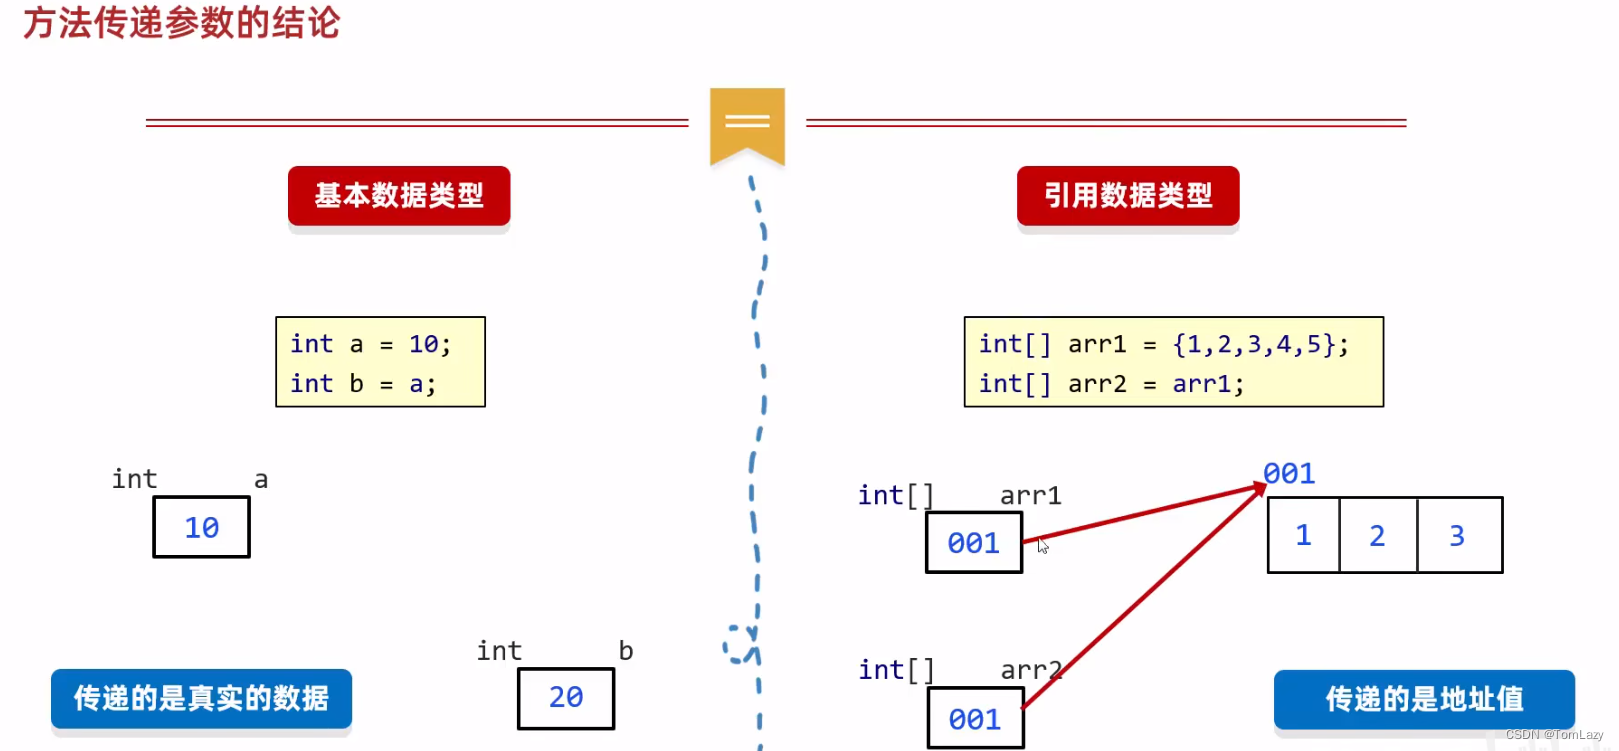 方法传递参数的结论
基本数据类型
引用数据类型
int a = 10;
int b = a;
int[] arr1 = {1,2,3,4,5};
int[] arr2 = arr1;
int a
10
int b
20
传递的是真实的数据
int[] arr1
001
001
1 2 3
int[] arr2
001
传递的是地址值
CSDN @TomLazy